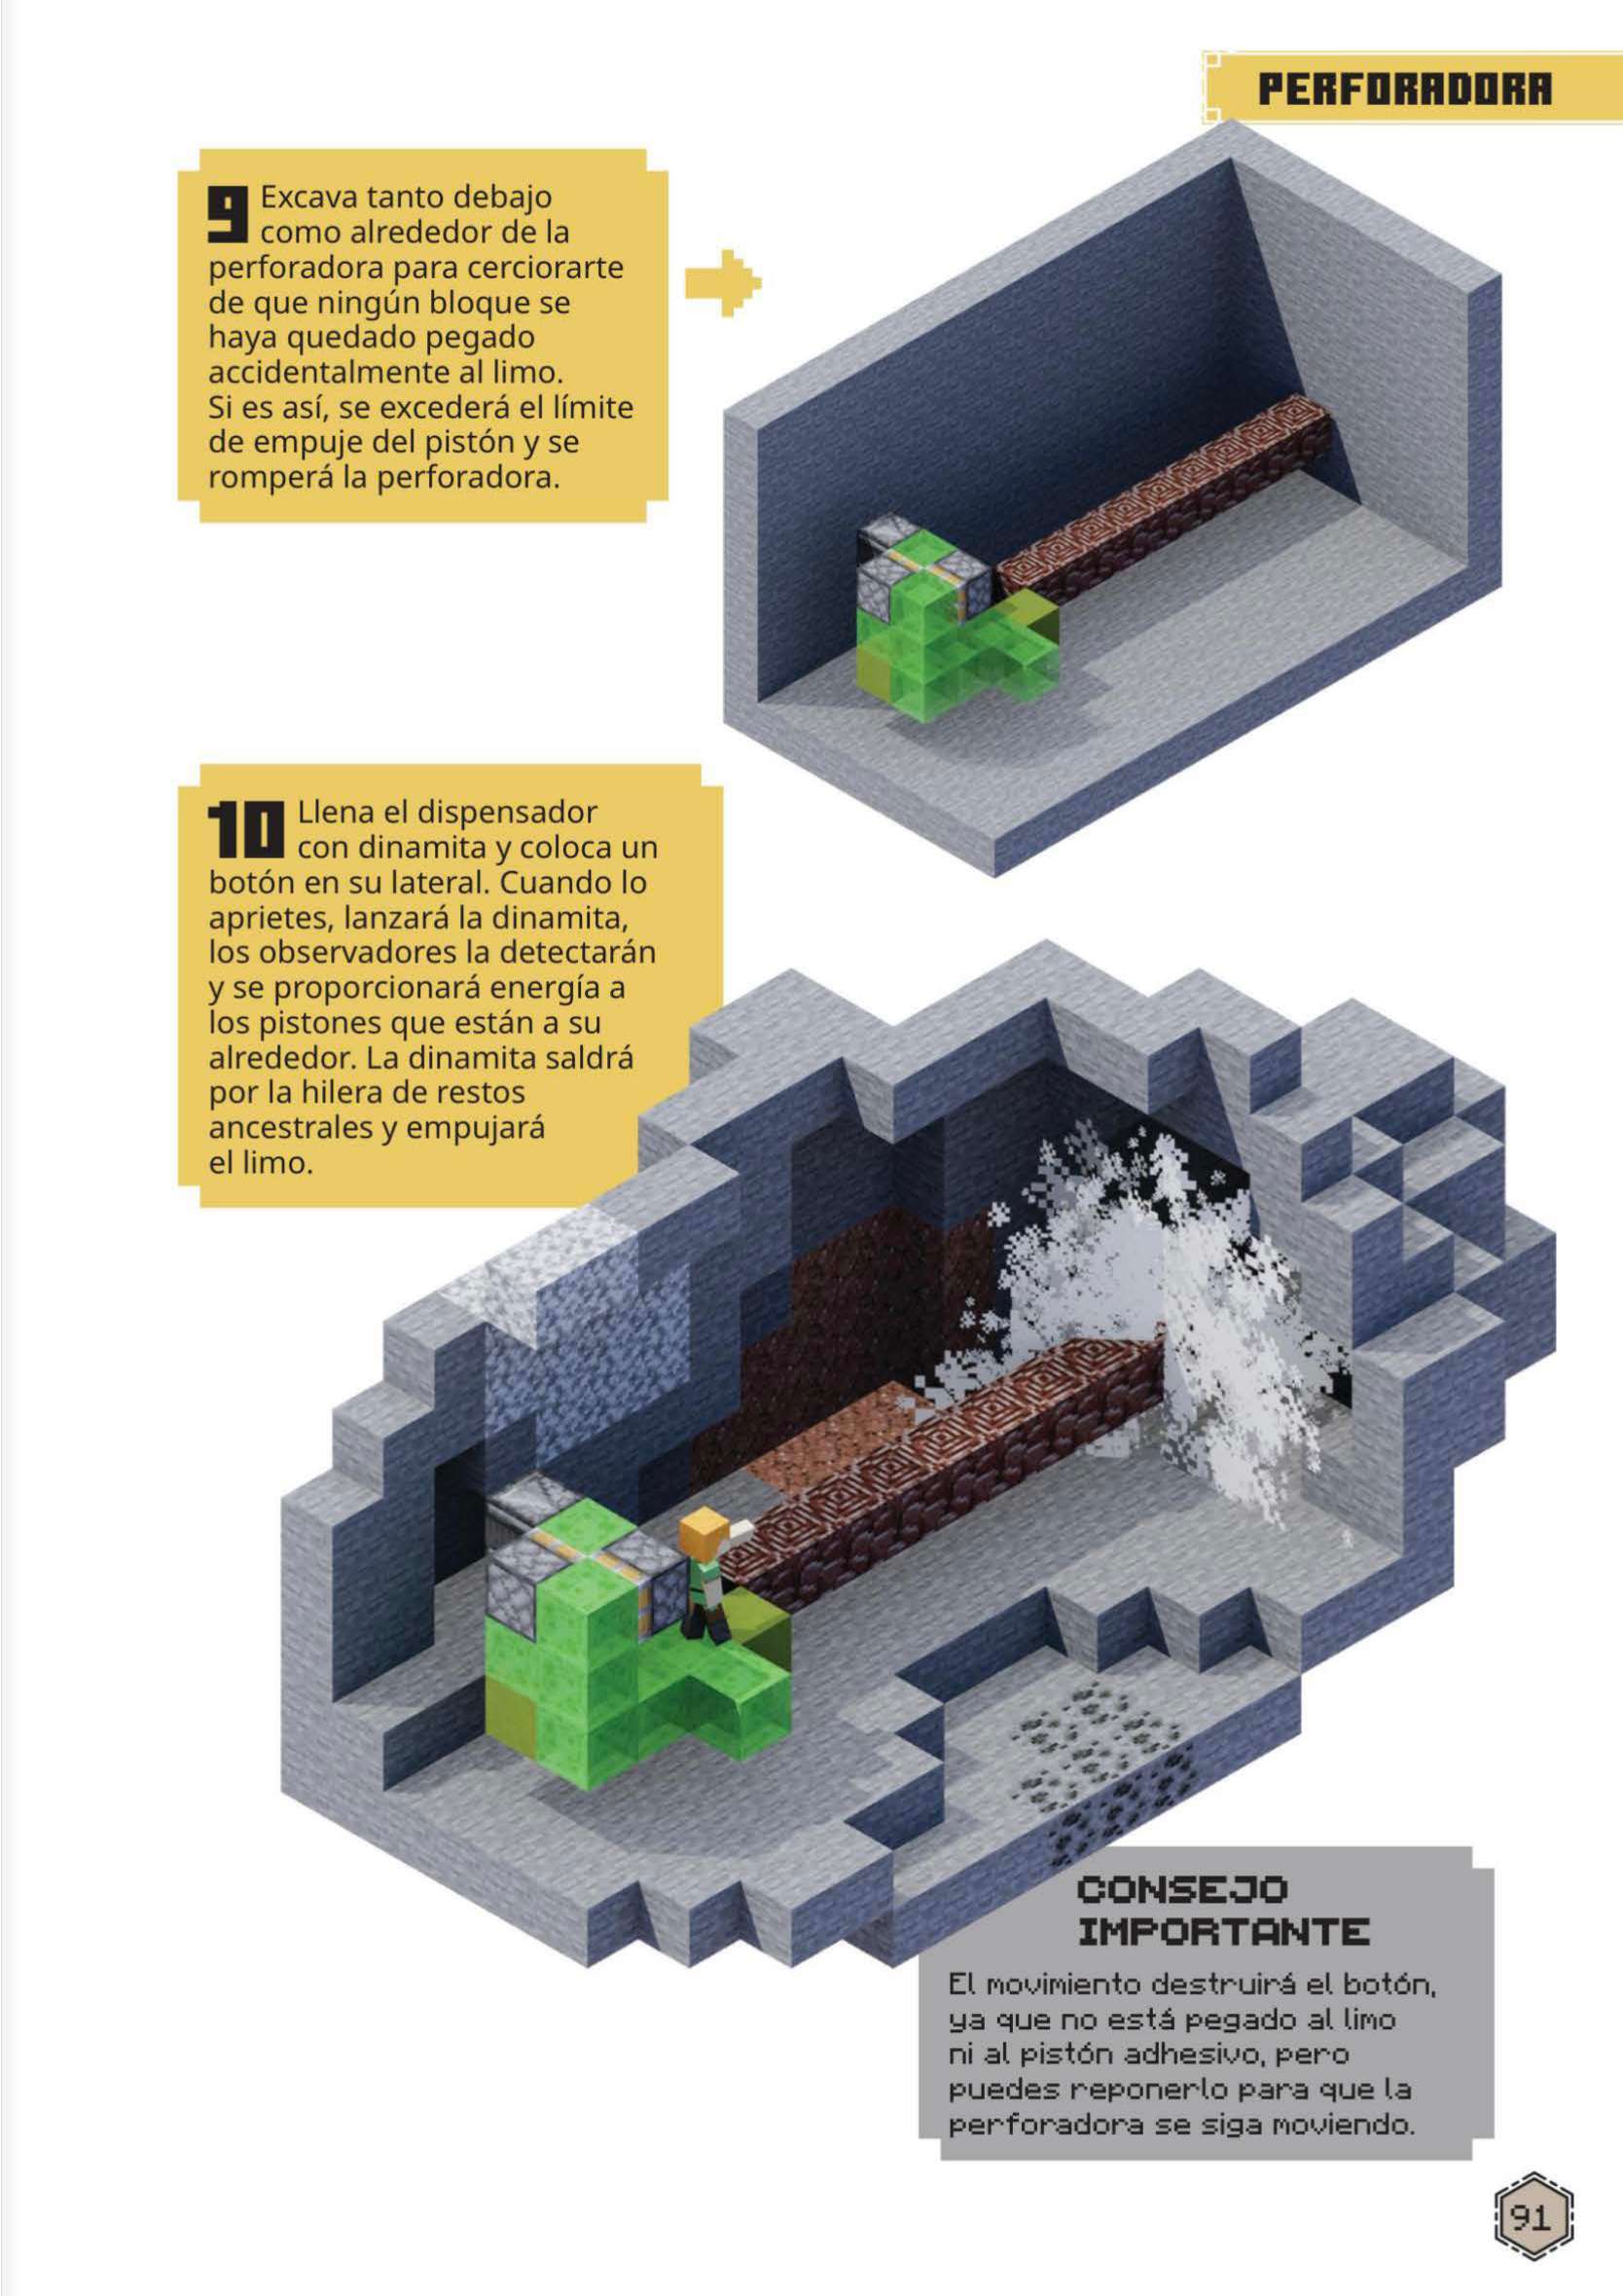 PERFORADORA
9 Excava tanto debajo
como alrededor de la
perforadora para cerciorarte
de que ningún bloque se
haya quedado pegado
accidentalmente al limo.
Si es así, se excederá el límite
de empuje del pistón y se
romperá la perforadora.
10 Llena el dispensador
con dinamita y coloca un
botón en su lateral. Cuando lo
aprietes, lanzará la dinamita,
los observadores la detectarán
y se proporcionará energía a
los pistones que están a su
alrededor. La dinamita saldrá
por la hilera de restos
ancestrales y empujará
el limo.
CONSEJO
IMPORTANTE
El movimiento destruirá el botón,
ya que no está pegado al limo
ni al pistón adhesivo, pero
puedes reponerlo para que la
perforadora se siga moviendo.
91